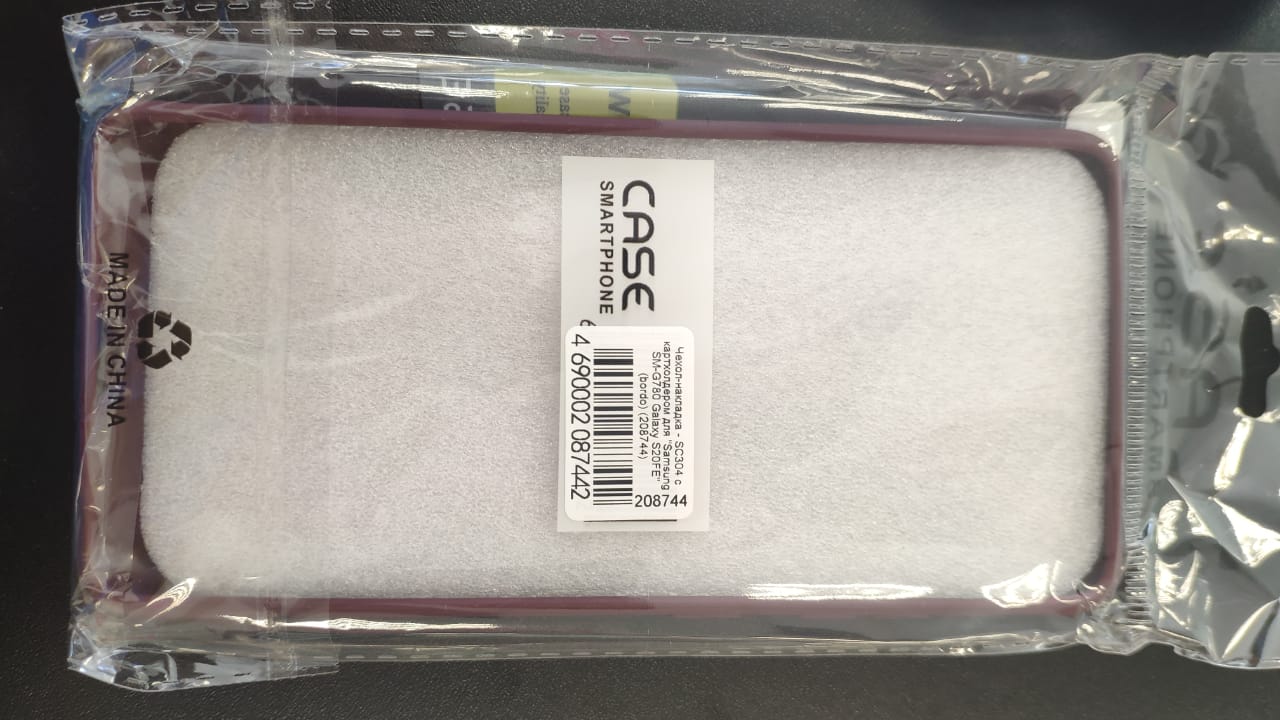 CASE
SMARTPHONE
Чехол-накладка - SC304 с
картхолдером для "Samsung
SM-G780 Galaxy S20FE"
(bordo) (208744)
208744
4 690002 087442
MADE IN CHINA